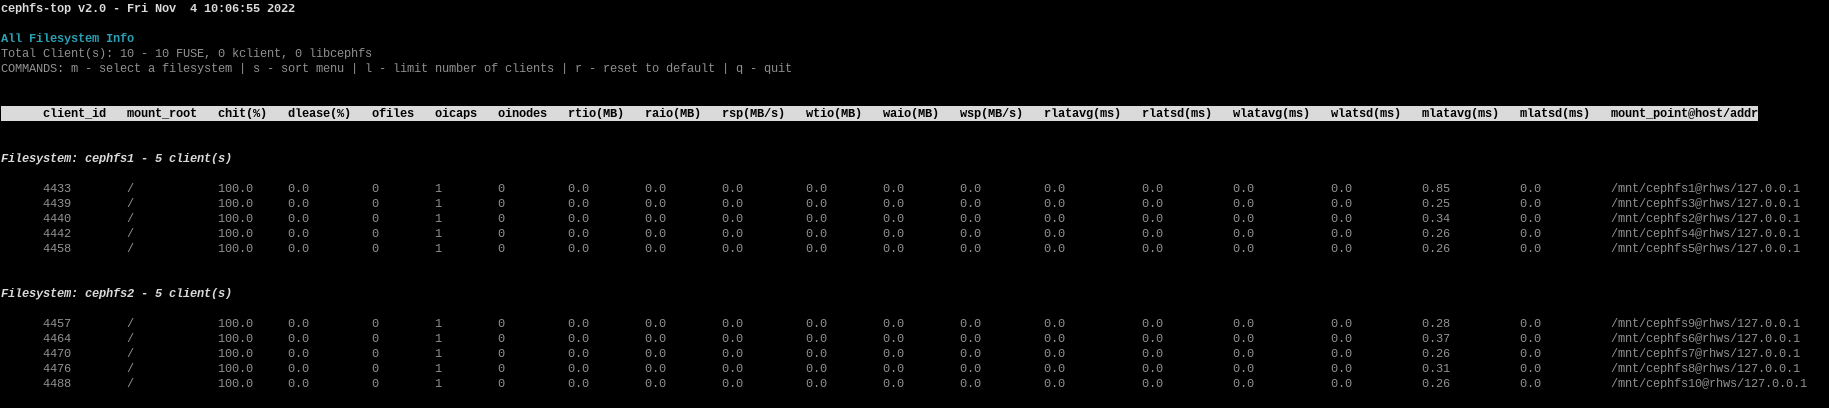 cephfs-top v2.0 - Fri Nov  4 10:06:55 2022
All Filesystem Info
Total Client(s): 10 - 10 FUSE, 0 kclient, 0 libcephfs
COMMANDS: m - select a filesystem | s - sort menu | l - limit number of clients | r - reset to default | q - quit
client_id mount_root chit(%) dlease(%) ofiles oicaps oinodes rtio(MB) raio(MB) rsp(MB/s) wtio(MB) waio(MB) wsp(MB/s) rlatavg(ms) rlatsd(ms) wlatavg(ms) wlatsd(ms) mlatavg(ms) mlatsd(ms) mount_point@host/addr
Filesystem: cephfs1 - 5 client(s)
4433 / 100.0 0.0 0 1 0 0.0 0.0 0.0 0.0 0.0 0.0 0.0 0.0 0.0 0.0 0.85 0.0 /mnt/cephfs1@rhws/127.0.0.1
4439 / 100.0 0.0 0 1 0 0.0 0.0 0.0 0.0 0.0 0.0 0.0 0.0 0.0 0.0 0.25 0.0 /mnt/cephfs3@rhws/127.0.0.1
4440 / 100.0 0.0 0 1 0 0.0 0.0 0.0 0.0 0.0 0.0 0.0 0.0 0.0 0.0 0.34 0.0 /mnt/cephfs2@rhws/127.0.0.1
4442 / 100.0 0.0 0 1 0 0.0 0.0 0.0 0.0 0.0 0.0 0.0 0.0 0.0 0.0 0.26 0.0 /mnt/cephfs4@rhws/127.0.0.1
4458 / 100.0 0.0 0 1 0 0.0 0.0 0.0 0.0 0.0 0.0 0.0 0.0 0.0 0.0 0.26 0.0 /mnt/cephfs5@rhws/127.0.0.1
Filesystem: cephfs2 - 5 client(s)
4457 / 100.0 0.0 0 1 0 0.0 0.0 0.0 0.0 0.0 0.0 0.0 0.0 0.0 0.0 0.28 0.0 /mnt/cephfs9@rhws/127.0.0.1
4464 / 100.0 0.0 0 1 0 0.0 0.0 0.0 0.0 0.0 0.0 0.0 0.0 0.0 0.0 0.37 0.0 /mnt/cephfs6@rhws/127.0.0.1
4470 / 100.0 0.0 0 1 0 0.0 0.0 0.0 0.0 0.0 0.0 0.0 0.0 0.0 0.0 0.26 0.0 /mnt/cephfs7@rhws/127.0.0.1
4476 / 100.0 0.0 0 1 0 0.0 0.0 0.0 0.0 0.0 0.0 0.0 0.0 0.0 0.0 0.31 0.0 /mnt/cephfs8@rhws/127.0.0.1
4488 / 100.0 0.0 0 1 0 0.0 0.0 0.0 0.0 0.0 0.0 0.0 0.0 0.0 0.0 0.26 0.0 /mnt/cephfs10@rhws/127.0.0.1